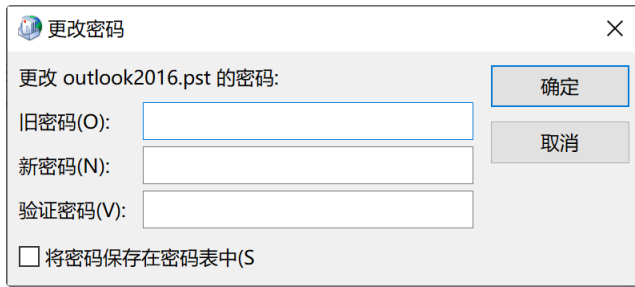 更改密码
更改 outlook2016.pst 的密码:
确定
旧密码(O):
取消
新密码(N):
验证密码(V):
将密码保存在密码表中(S